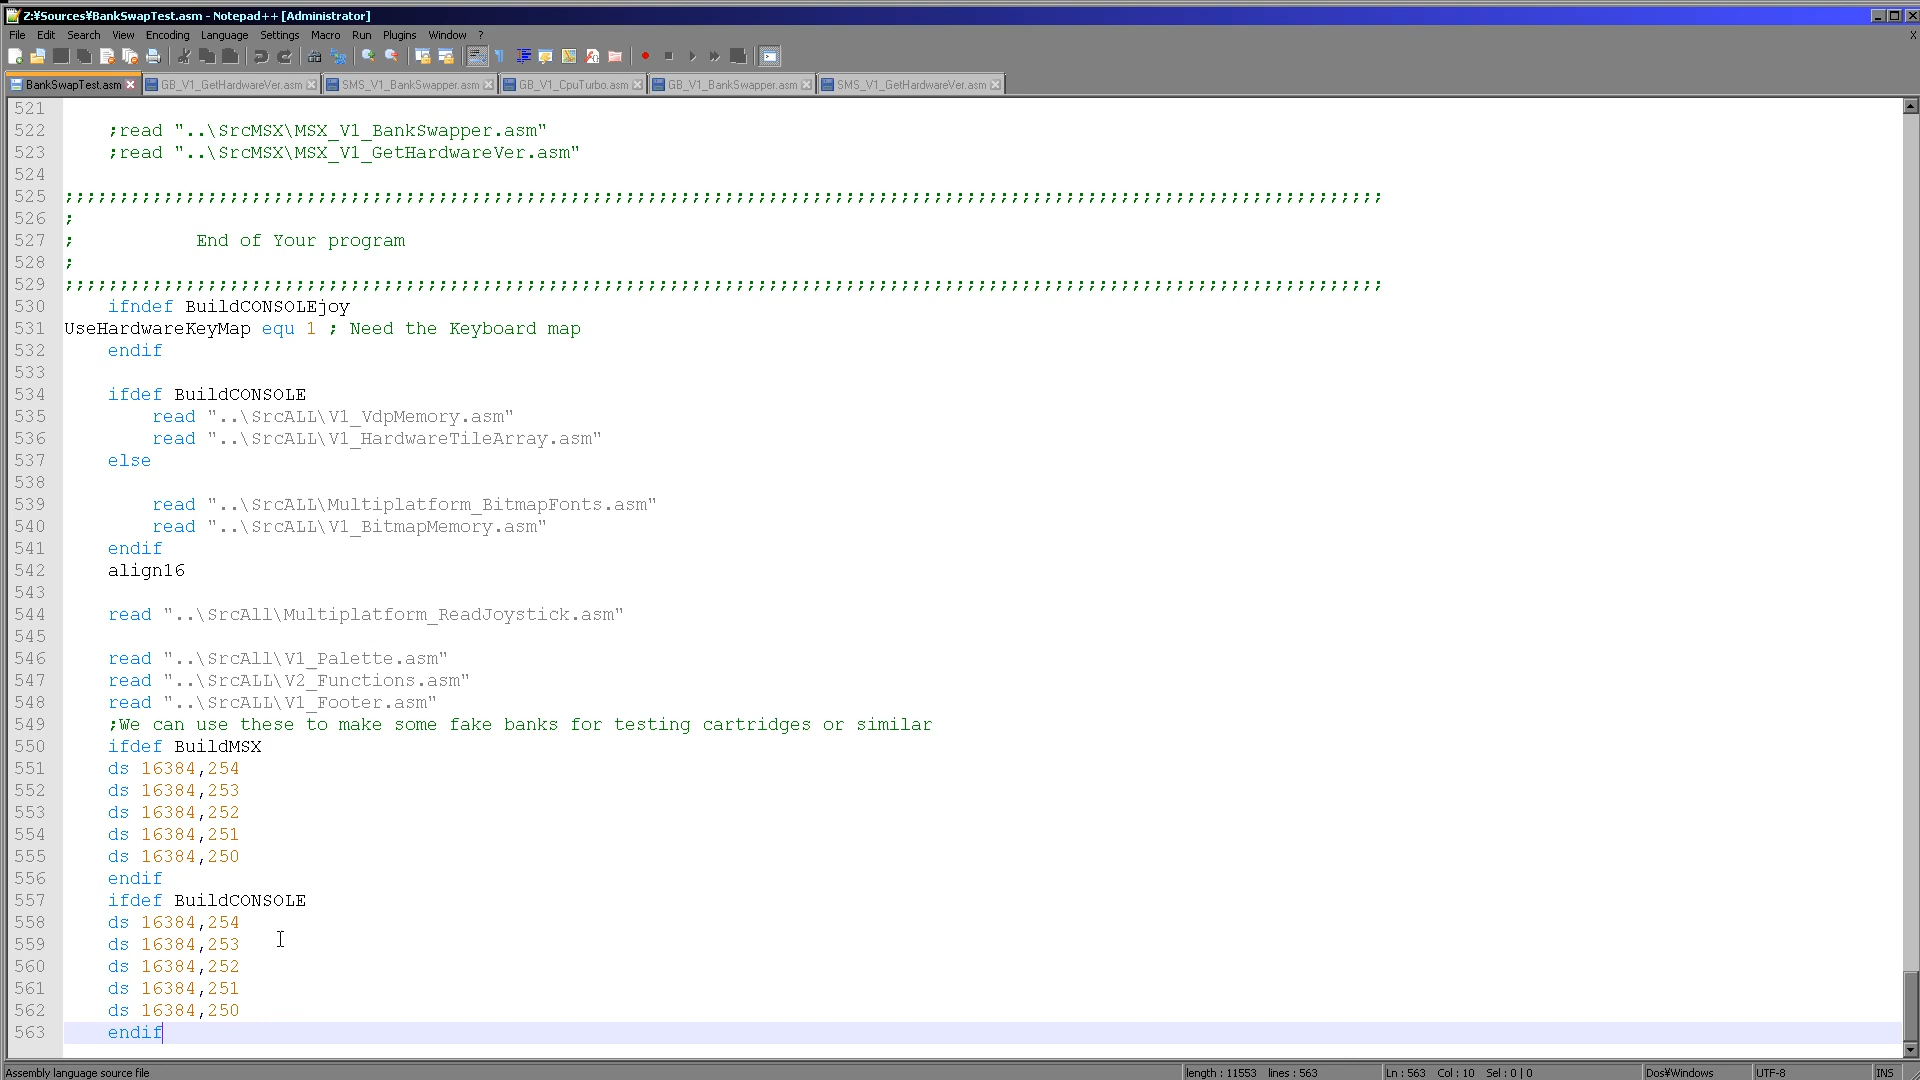 Z:¥Sources¥BankSwapTest.asm - Notepad++ [Administrator]
File Edit Search View Encoding Language Settings Macro Run Plugins Window ? X
BankSwapTest.asm GB_V1_GetHardwareVer.asm SMS_V1_BankSwapper.asm GB_V1_CpuTurbo.asm GB_V1_BankSwapper.asm SMS_V1_GetHardwareVer.asm
521
522 ;read "..\SrcMSX\MSX_V1_BankSwapper.asm"
523 ;read "..\SrcMSX\MSX_V1_GetHardwareVer.asm"
524
525 ;;;;;;;;;;;;;;;;;;;;;;;;;;;;;;;;;;;;;;;;;;;;;;;;;;;;;;;;;;;;;;;;;;;;;;;;;;;;;;;;;;;;;;;;;;;;;;;;;;;;;;;;;;;;;;;;;;;;;;;;
526 ;
527 ; End of Your program
528 ;
529 ;;;;;;;;;;;;;;;;;;;;;;;;;;;;;;;;;;;;;;;;;;;;;;;;;;;;;;;;;;;;;;;;;;;;;;;;;;;;;;;;;;;;;;;;;;;;;;;;;;;;;;;;;;;;;;;;;;;;;;;;
530 ifndef BuildCONSOLEjoy
531 UseHardwareKeyMap equ 1 ; Need the Keyboard map
532 endif
533
534 ifdef BuildCONSOLE
535 read "..\SrcALL\V1_VdpMemory.asm"
536 read "..\SrcALL\V1_HardwareTileArray.asm"
537 else
538
539 read "..\SrcALL\Multiplatform_BitmapFonts.asm"
540 read "..\SrcALL\V1_BitmapMemory.asm"
541 endif
542 align16
543
544 read "..\SrcAll\Multiplatform_ReadJoystick.asm"
545
546 read "..\SrcAll\V1_Palette.asm"
547 read "..\SrcALL\V2_Functions.asm"
548 read "..\SrcALL\V1_Footer.asm"
549 ;We can use these to make some fake banks for testing cartridges or similar
550 ifdef BuildMSX
551 ds 16384,254
552 ds 16384,253
553 ds 16384,252
554 ds 16384,251
555 ds 16384,250
556 endif
557 ifdef BuildCONSOLE
558 ds 16384,254
559 ds 16384,253
560 ds 16384,252
561 ds 16384,251
562 ds 16384,250
563 endif
Assembly language source file length : 11553 lines : 563 Ln : 563 Col : 10 Sel : 0 | 0 Dos¥Windows UTF-8 INS